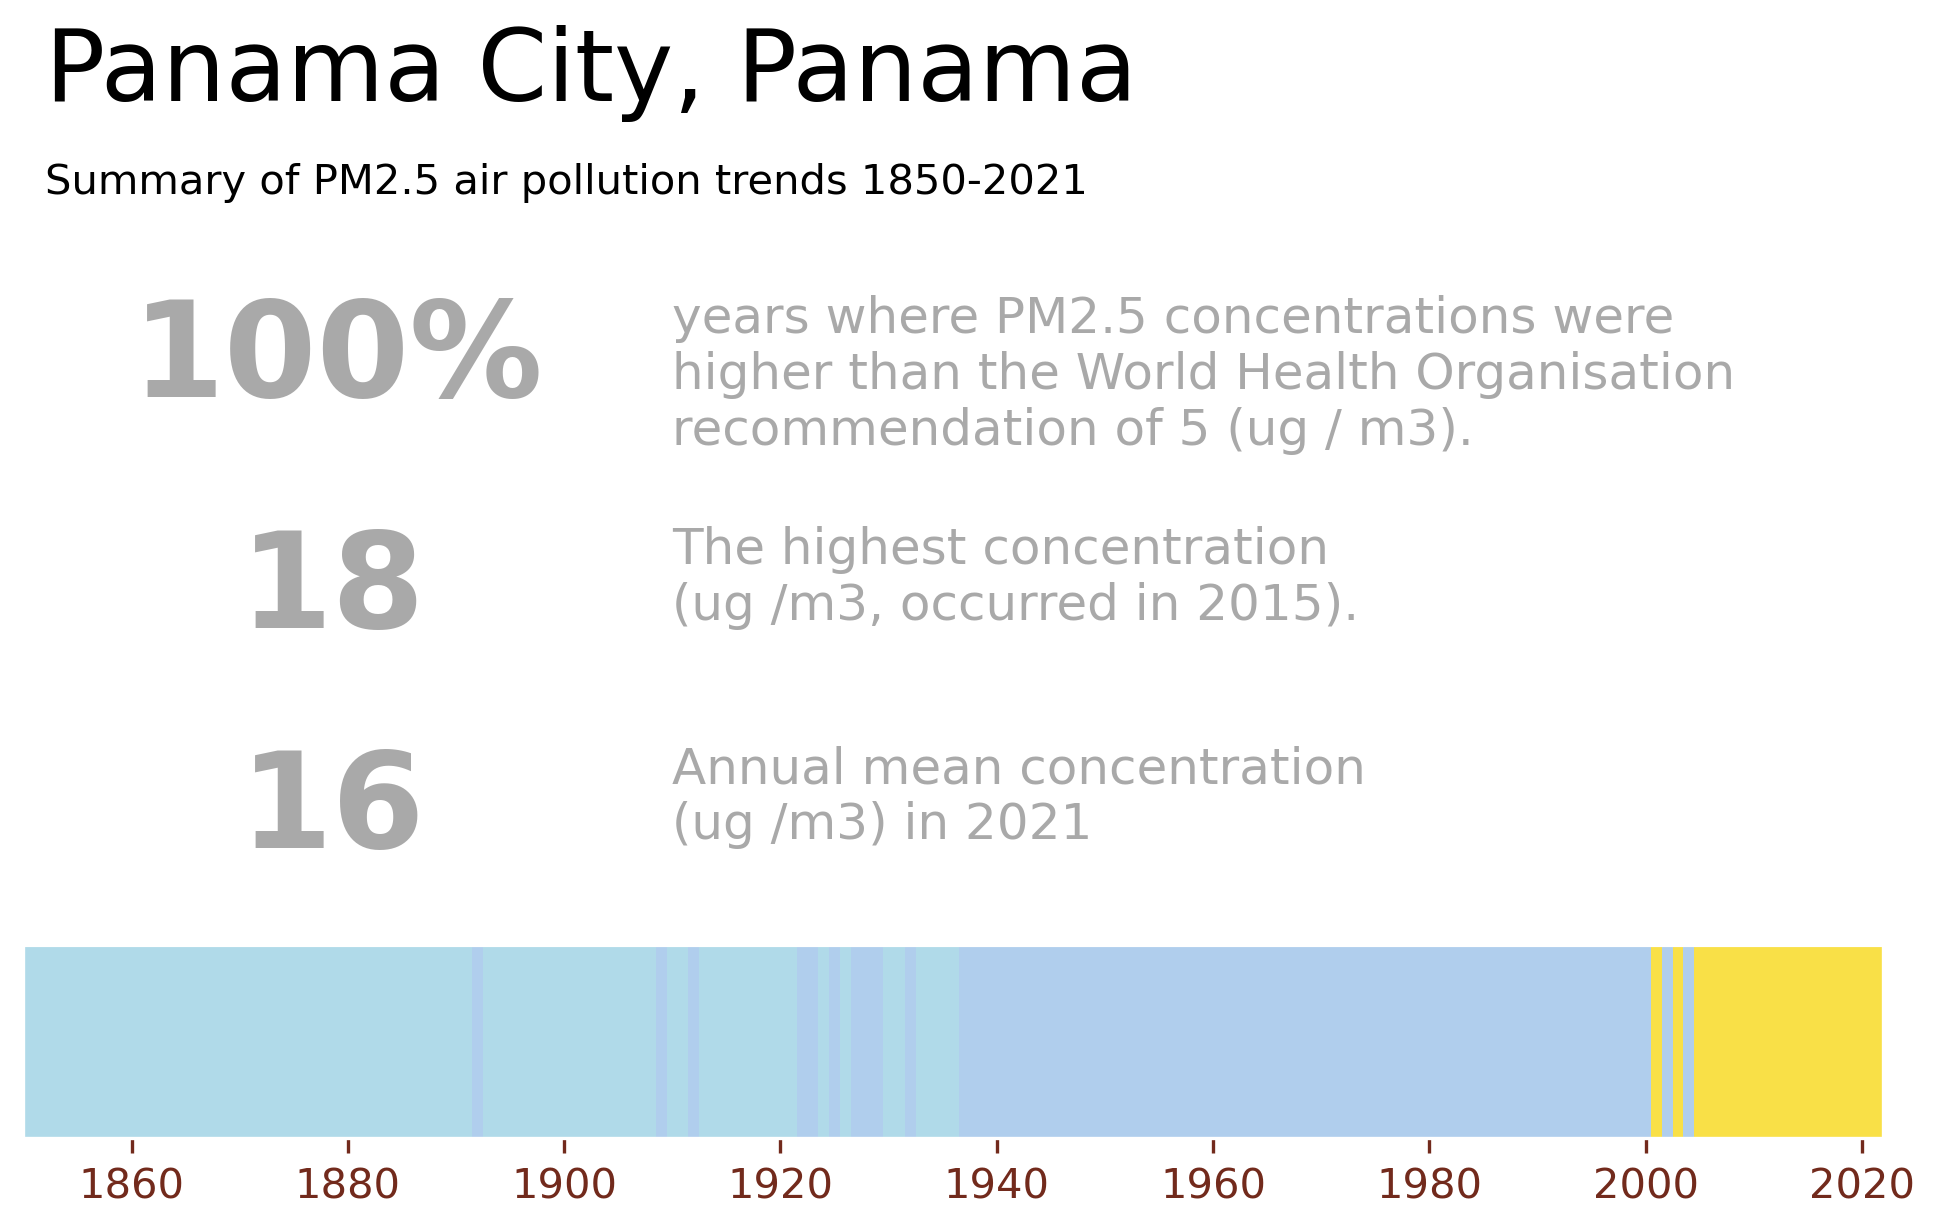 Panama City, Panama
Summary of PM2.5 air pollution trends 1850-2021
100%
years where PM2.5 concentrations were
higher than the World Health Organisation
recommendation of 5 (ug / m3).
18
The highest concentration
(ug /m3, occurred in 2015).
16
Annual mean concentration
(ug /m3) in 2021
1860 1880 1900 1920 1940 1960 1980 2000 2020